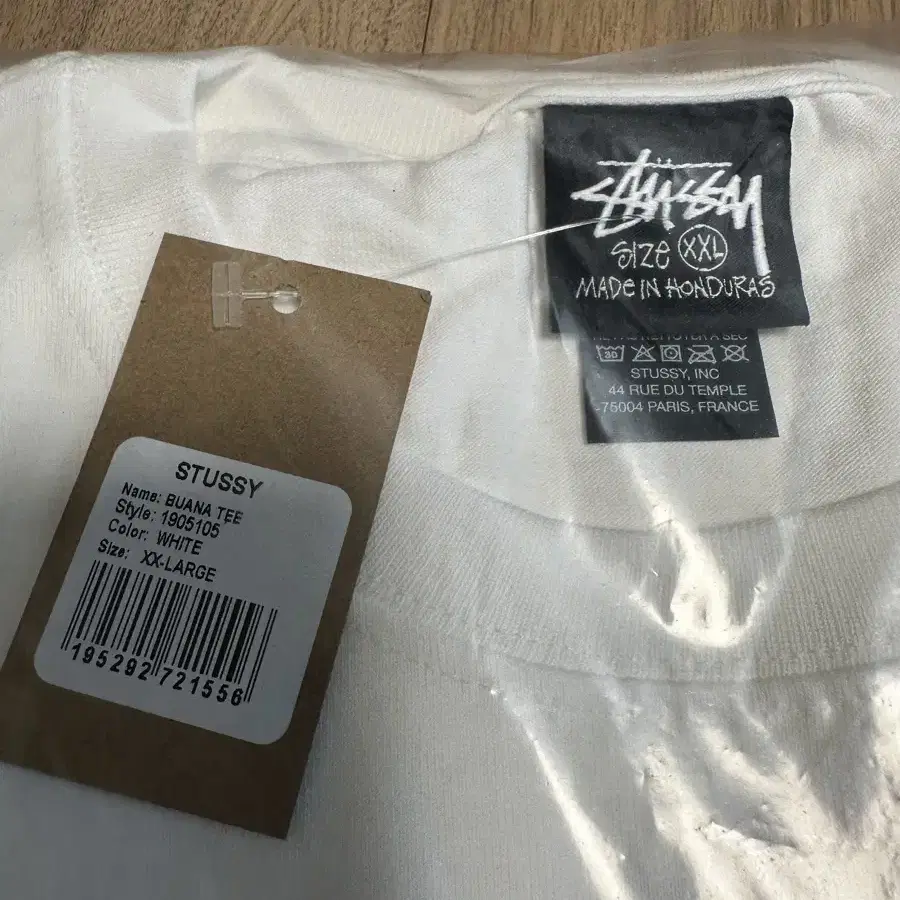 STÜSSY
SIZE XXL
MADE IN HONDURAS
30
STUSSY, INC
44 RUE DU TEMPLE
75004 PARIS, FRANCE
STUSSY
Name: BUANA TEE
Style: 1905105
Color: WHITE
Size: XX-LARGE
195292 721556